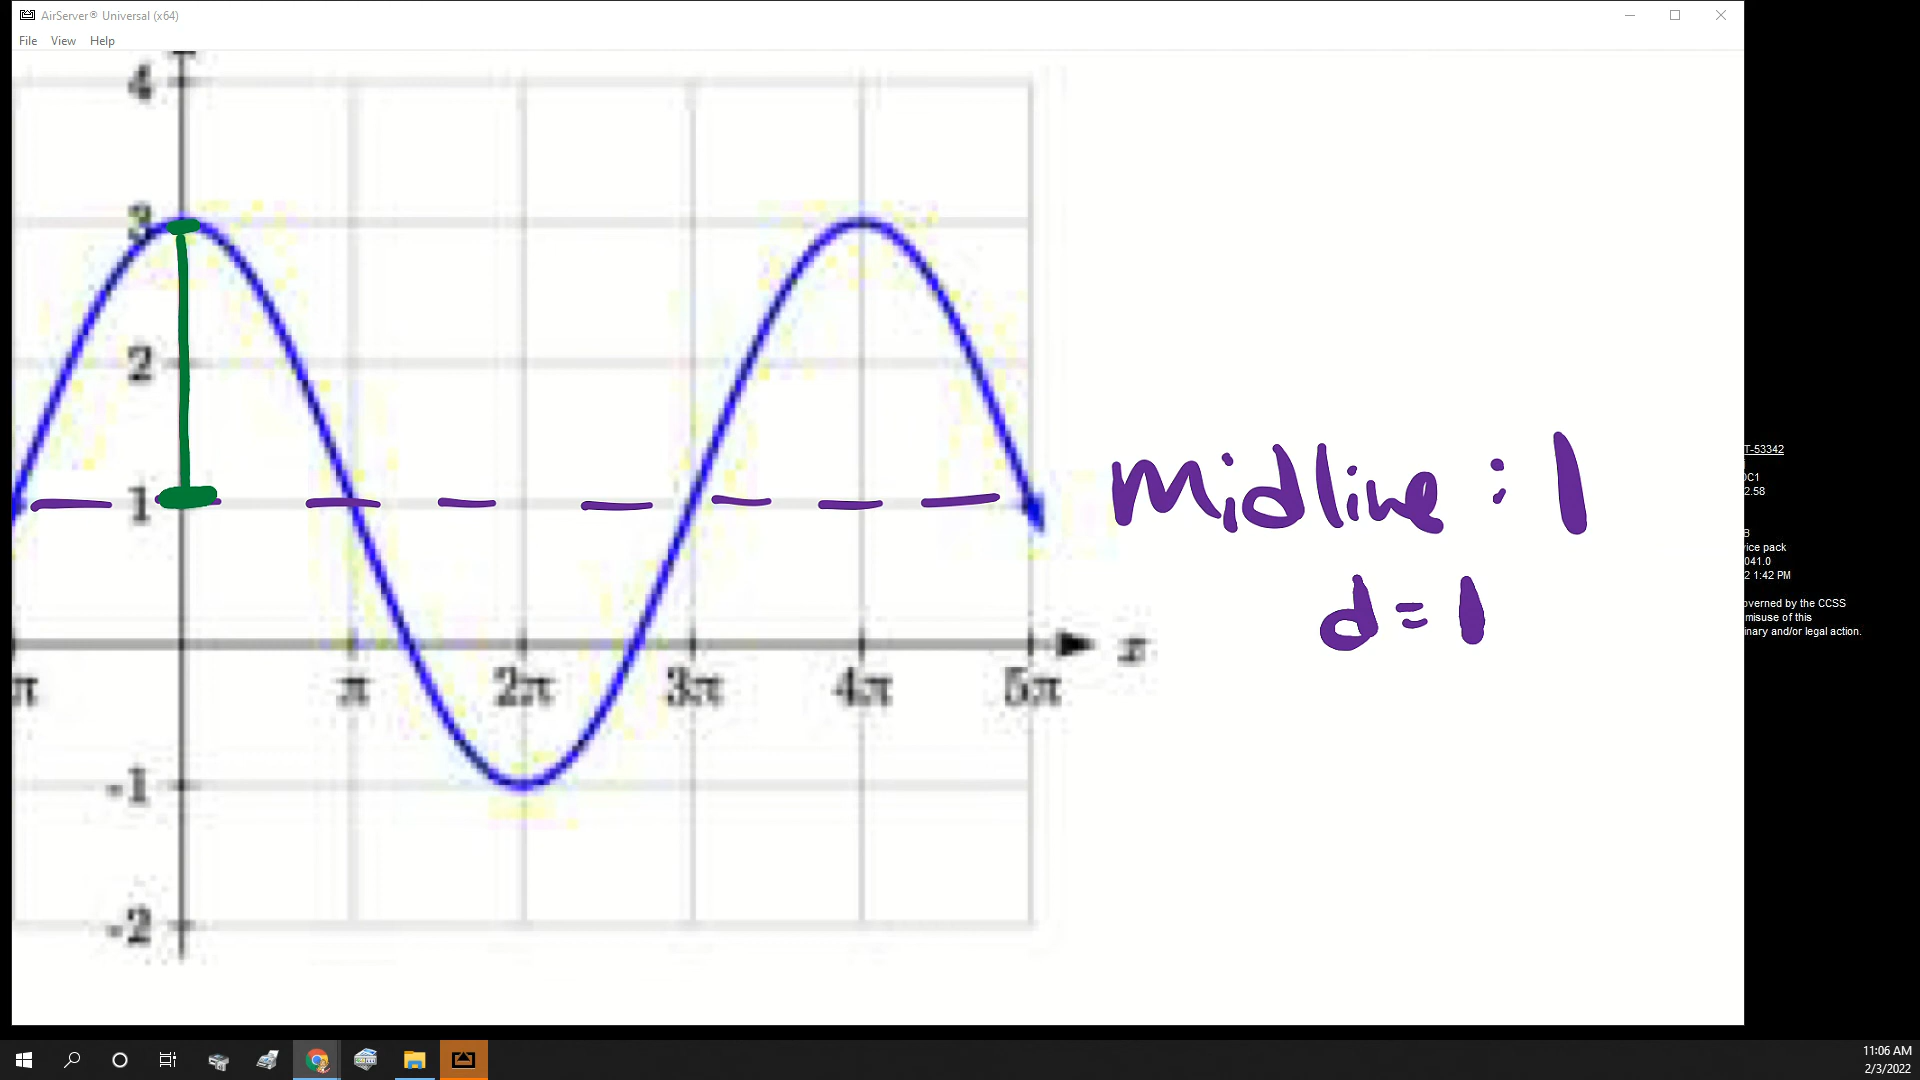 AirServer® Universal (x64)
File View Help
4
3
2
1
-1
-2
π π 2π 3π 4π 5π x
Midline : 1
d = 1
T-53342
DC1
2.58
B
ice pack
041.0
2 1:42 PM
overned by the CCSS
misuse of this
inary and/or legal action.
11:06 AM
2/3/2022